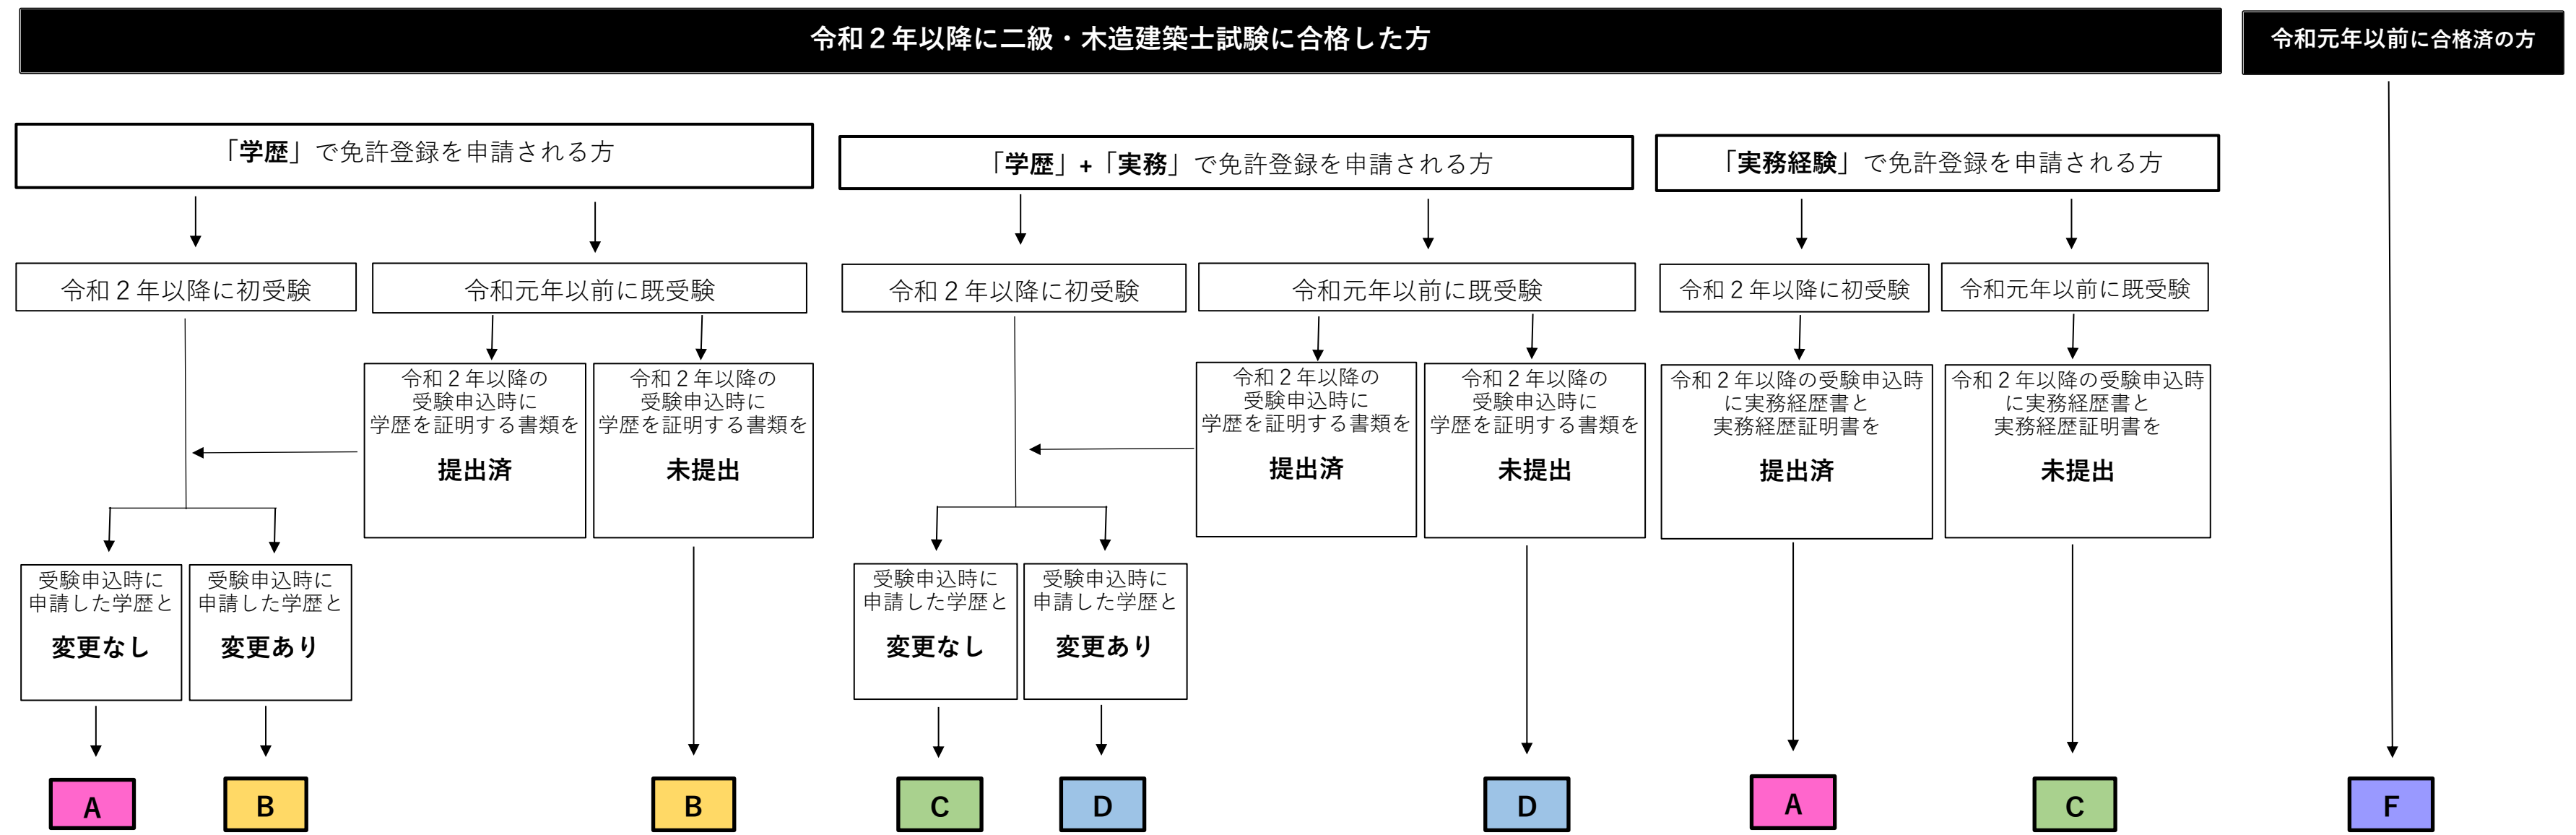 令和２年以降に二級・木造建築士試験に合格した方
令和元年以前に合格済の方
「学歴」で免許登録を申請される方
「学歴」+「実務」で免許登録を申請される方
「実務経験」で免許登録を申請される方
令和２年以降に初受験
令和元年以前に既受験
令和２年以降に初受験
令和元年以前に既受験
令和２年以降に初受験
令和元年以前に既受験
令和２年以降の
受験申込時に
学歴を証明する書類を
提出済
令和２年以降の
受験申込時に
学歴を証明する書類を
未提出
令和２年以降の
受験申込時に
学歴を証明する書類を
提出済
令和２年以降の
受験申込時に
学歴を証明する書類を
未提出
令和２年以降の受験申込時
に実務経歴書と
実務経歴証明書を
提出済
令和２年以降の受験申込時
に実務経歴書と
実務経歴証明書を
未提出
受験申込時に
申請した学歴と
変更なし
受験申込時に
申請した学歴と
変更あり
受験申込時に
申請した学歴と
変更なし
受験申込時に
申請した学歴と
変更あり
A
B
B
C
D
D
A
C
F